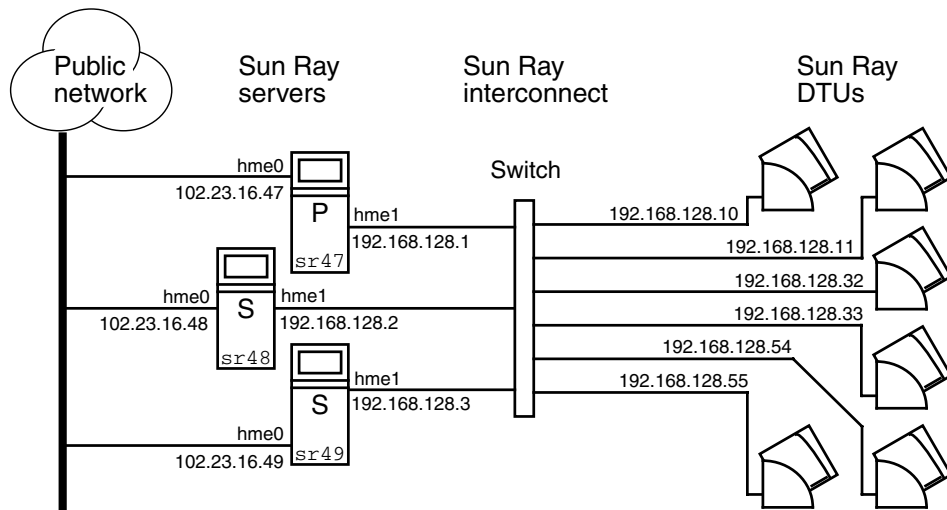 Public
network
Sun Ray
servers
Sun Ray
interconnect
Sun Ray
DTUs
hme0
102.23.16.47
P
sr47
hme1
192.168.128.1
Switch
192.168.128.10
192.168.128.11
192.168.128.32
192.168.128.33
192.168.128.54
192.168.128.55
hme0
102.23.16.48
S
sr48
hme1
192.168.128.2
S
sr49
hme1
192.168.128.3
hme0
102.23.16.49